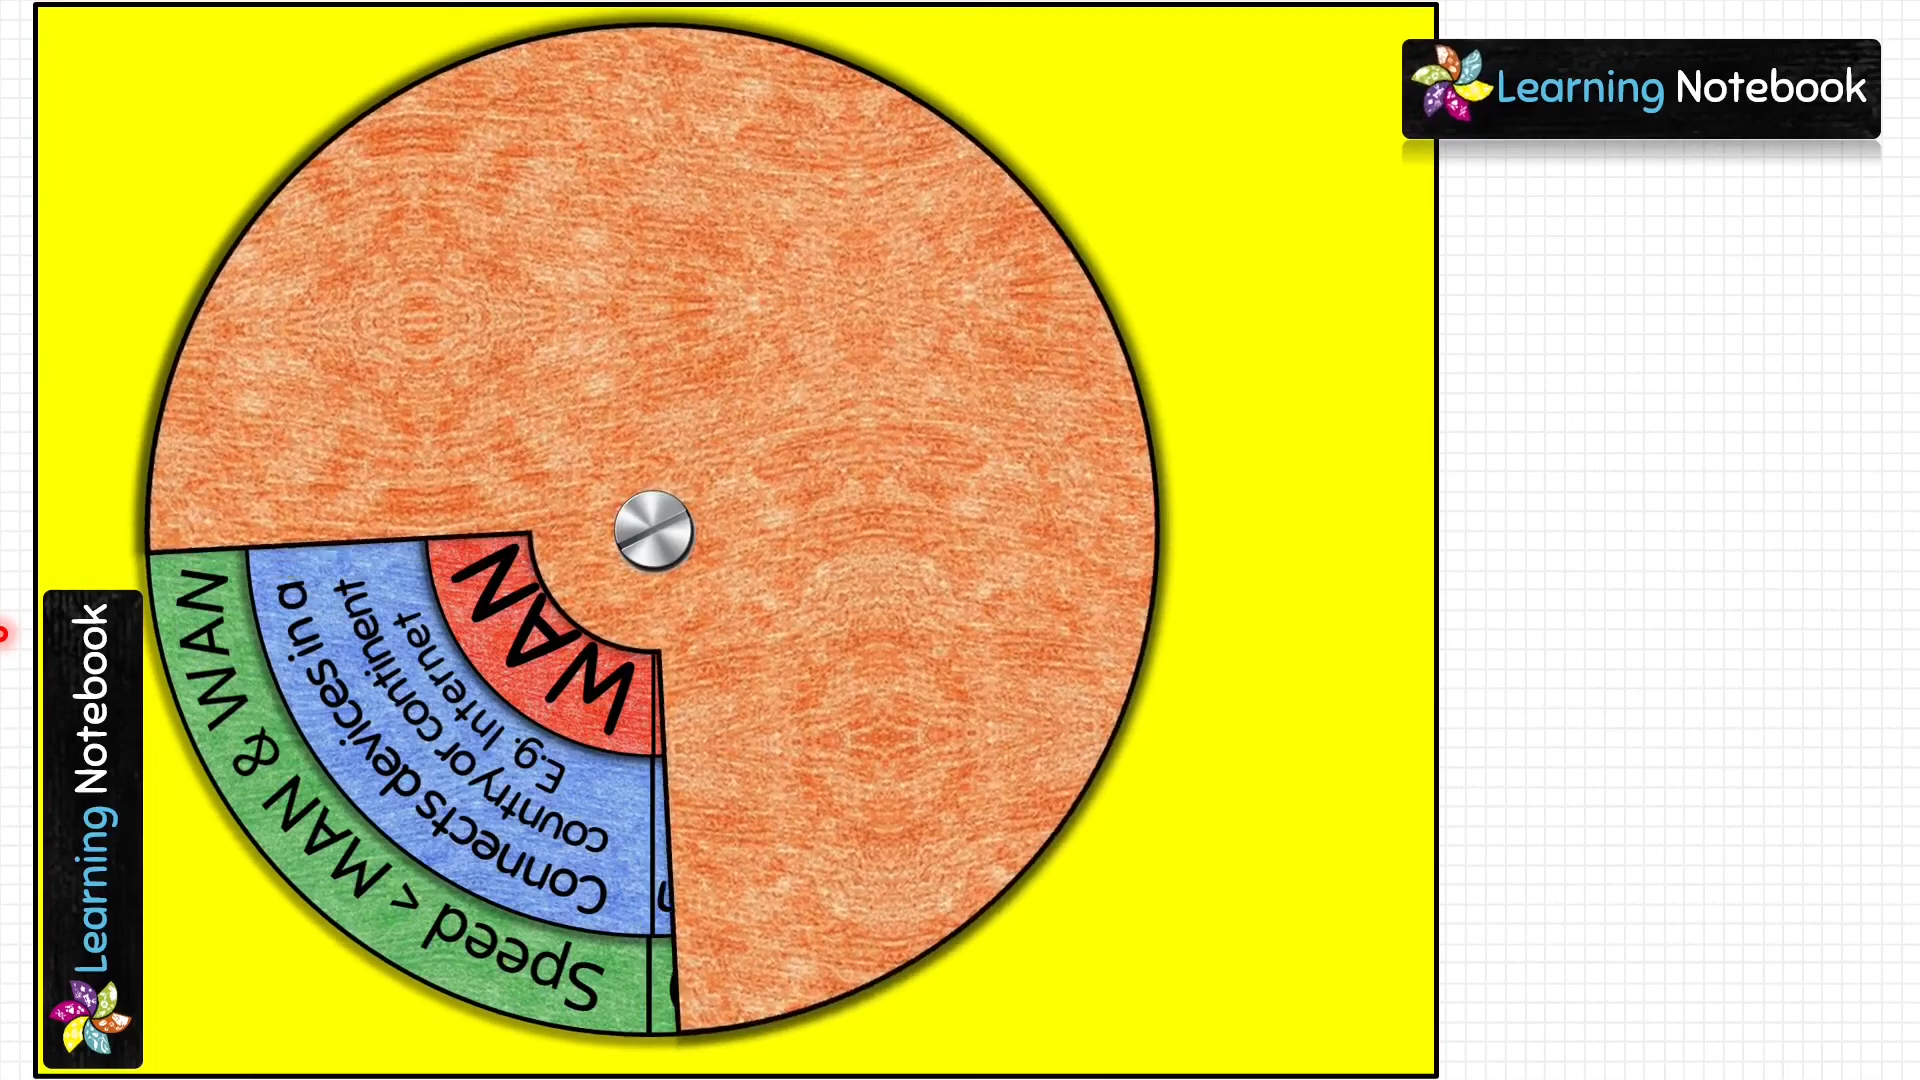 Learning Notebook
WAN
Connects devices in a
country or continent
E.g. Internet
Speed < MAN & WAN
Learning Notebook